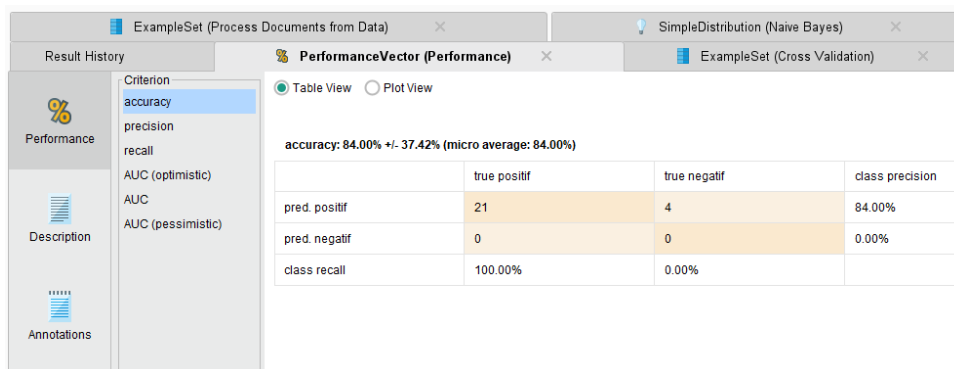 ExampleSet (Process Documents from Data)
SimpleDistribution (Naive Bayes)
Result History
% PerformanceVector (Performance)
ExampleSet (Cross Validation)
%
Performance
Description
Annotations
Criterion
accuracy
precision
recall
AUC (optimistic)
AUC
AUC (pessimistic)
Table View Plot View
accuracy: 84.00% +/- 37.42% (micro average: 84.00%)
true positif true negatif class precision
pred. positif 21 4 84.00%
pred. negatif 0 0 0.00%
class recall 100.00% 0.00%